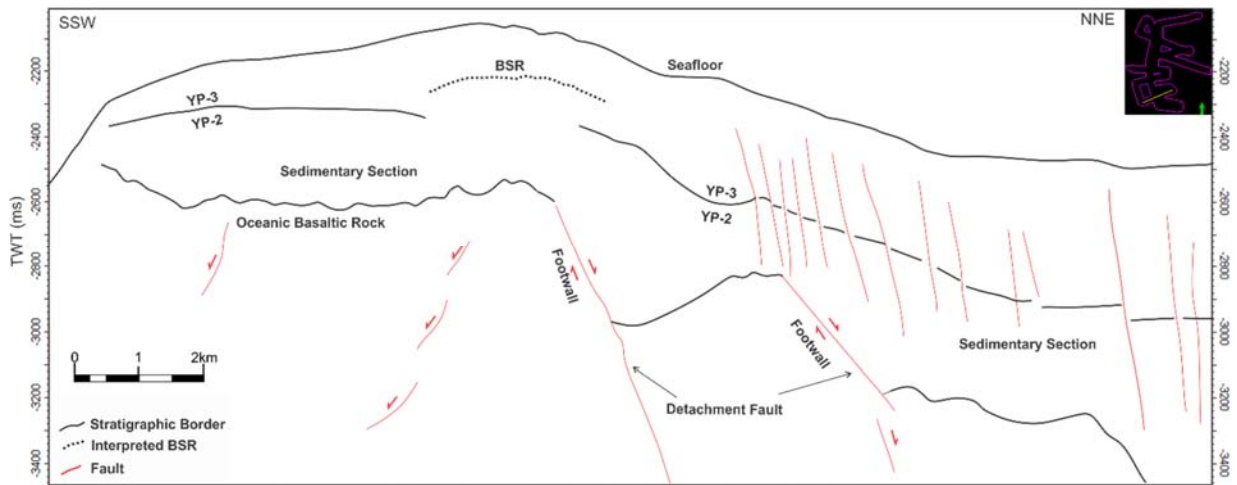 SSW
NNE
BSR
Seafloor
-2200
-2200
YP-3
YP-2
-2400
-2400
Sedimentary Section
YP-3
YP-2
-2600
-2600
Oceanic Basaltic Rock
TWT (ms)
Footwall
-2800
-2800
-3000
-3000
Footwall
Sedimentary Section
0 1 2km
-3200
-3200
Detachment Fault
Stratigraphic Border
Interpreted BSR
Fault
-3400
-3400